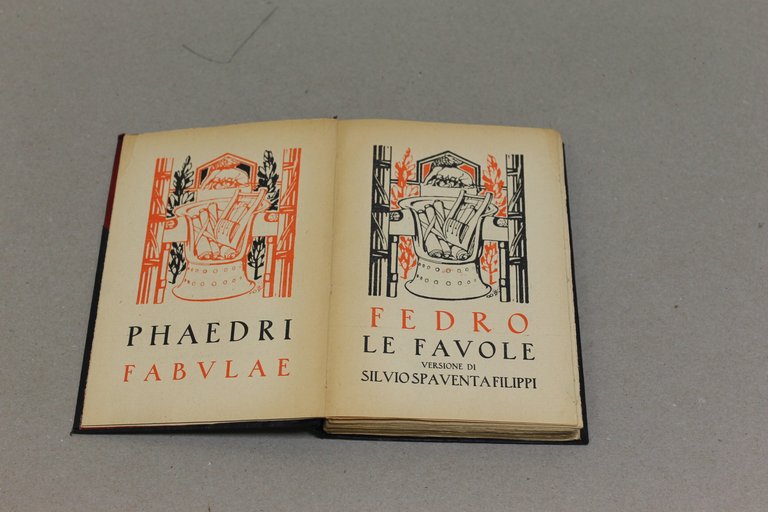 PHAEDRI
FABVLAE
FEDRO
LE FAVOLE
VERSIONE DI
SILVIO SPAVENTA FILIPPI